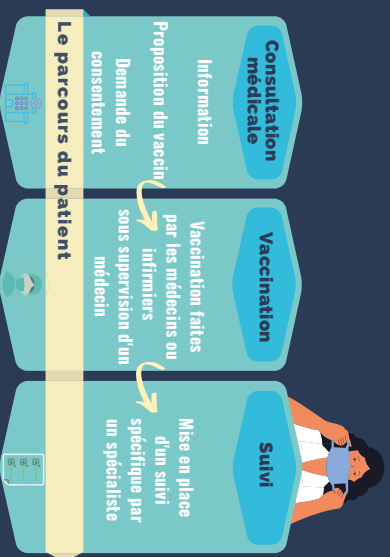 Consultation
médicale
Information
Proposition du vaccin
Demande du
consentement
Vaccination
Vaccination faites
par les médecins ou
infirmiers
sous supervision d'un
médecin
Suivi
Mise en place
d'un suivi
spécifique par
un spécialiste
Le parcours du patient